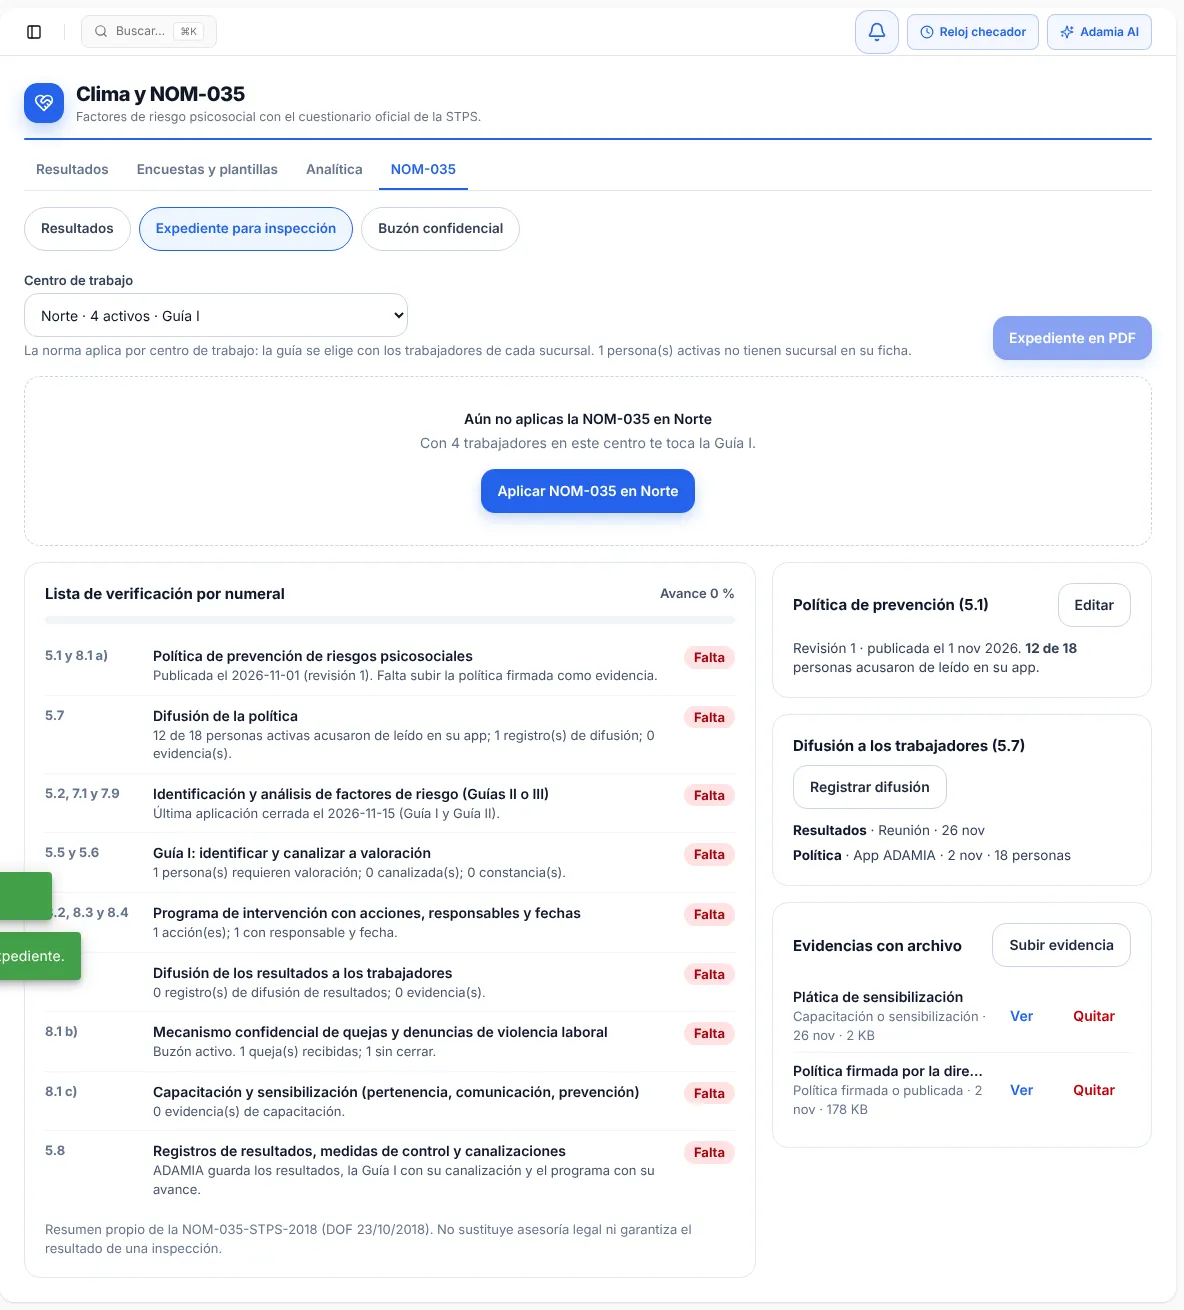 Buscar... ⌘K
Reloj checador
Adamia AI
Clima y NOM-035
Factores de riesgo psicosocial con el cuestionario oficial de la STPS.
Resultados
Encuestas y plantillas
Analítica
NOM-035
Resultados
Expediente para inspección
Buzón confidencial
Centro de trabajo
Norte · 4 activos · Guía I
La norma aplica por centro de trabajo: la guía se elige con los trabajadores de cada sucursal. 1 persona(s) activas no tienen sucursal en su ficha.
Expediente en PDF
Aún no aplicas la NOM-035 en Norte
Con 4 trabajadores en este centro te toca la Guía I.
Aplicar NOM-035 en Norte
Lista de verificación por numeral
Avance 0 %
5.1 y 8.1 a)
Política de prevención de riesgos psicosociales
Publicada el 2026-11-01 (revisión 1). Falta subir la política firmada como evidencia.
Falta
5.7
Difusión de la política
12 de 18 personas activas acusaron de leído en su app; 1 registro(s) de difusión; 0
evidencia(s).
Falta
5.2, 7.1 y 7.9
Identificación y análisis de factores de riesgo (Guías II o III)
Última aplicación cerrada el 2026-11-15 (Guía I y Guía II).
Falta
5.5 y 5.6
Guía I: identificar y canalizar a valoración
1 persona(s) requieren valoración; 0 canalizada(s); 0 constancia(s).
Falta
.2, 8.3 y 8.4
Programa de intervención con acciones, responsables y fechas
1 acción(es); 1 con responsable y fecha.
Falta
pediente.
Difusión de los resultados a los trabajadores
0 registro(s) de difusión de resultados; 0 evidencia(s).
Falta
8.1 b)
Mecanismo confidencial de quejas y denuncias de violencia laboral
Buzón activo. 1 queja(s) recibidas; 1 sin cerrar.
Falta
8.1 c)
Capacitación y sensibilización (pertenencia, comunicación, prevención)
0 evidencia(s) de capacitación.
Falta
5.8
Registros de resultados, medidas de control y canalizaciones
ADAMIA guarda los resultados, la Guía I con su canalización y el programa con su
avance.
Falta
Resumen propio de la NOM-035-STPS-2018 (DOF 23/10/2018). No sustituye asesoría legal ni garantiza el
resultado de una inspección.
Política de prevención (5.1)
Editar
Revisión 1 · publicada el 1 nov 2026. 12 de 18
personas acusaron de leído en su app.
Difusión a los trabajadores (5.7)
Registrar difusión
Resultados · Reunión · 26 nov
Política · App ADAMIA · 2 nov · 18 personas
Evidencias con archivo
Subir evidencia
Plática de sensibilización
Capacitación o sensibilización ·
26 nov · 2 KB
Ver
Quitar
Política firmada por la dire...
Política firmada o publicada · 2
nov · 178 KB
Ver
Quitar